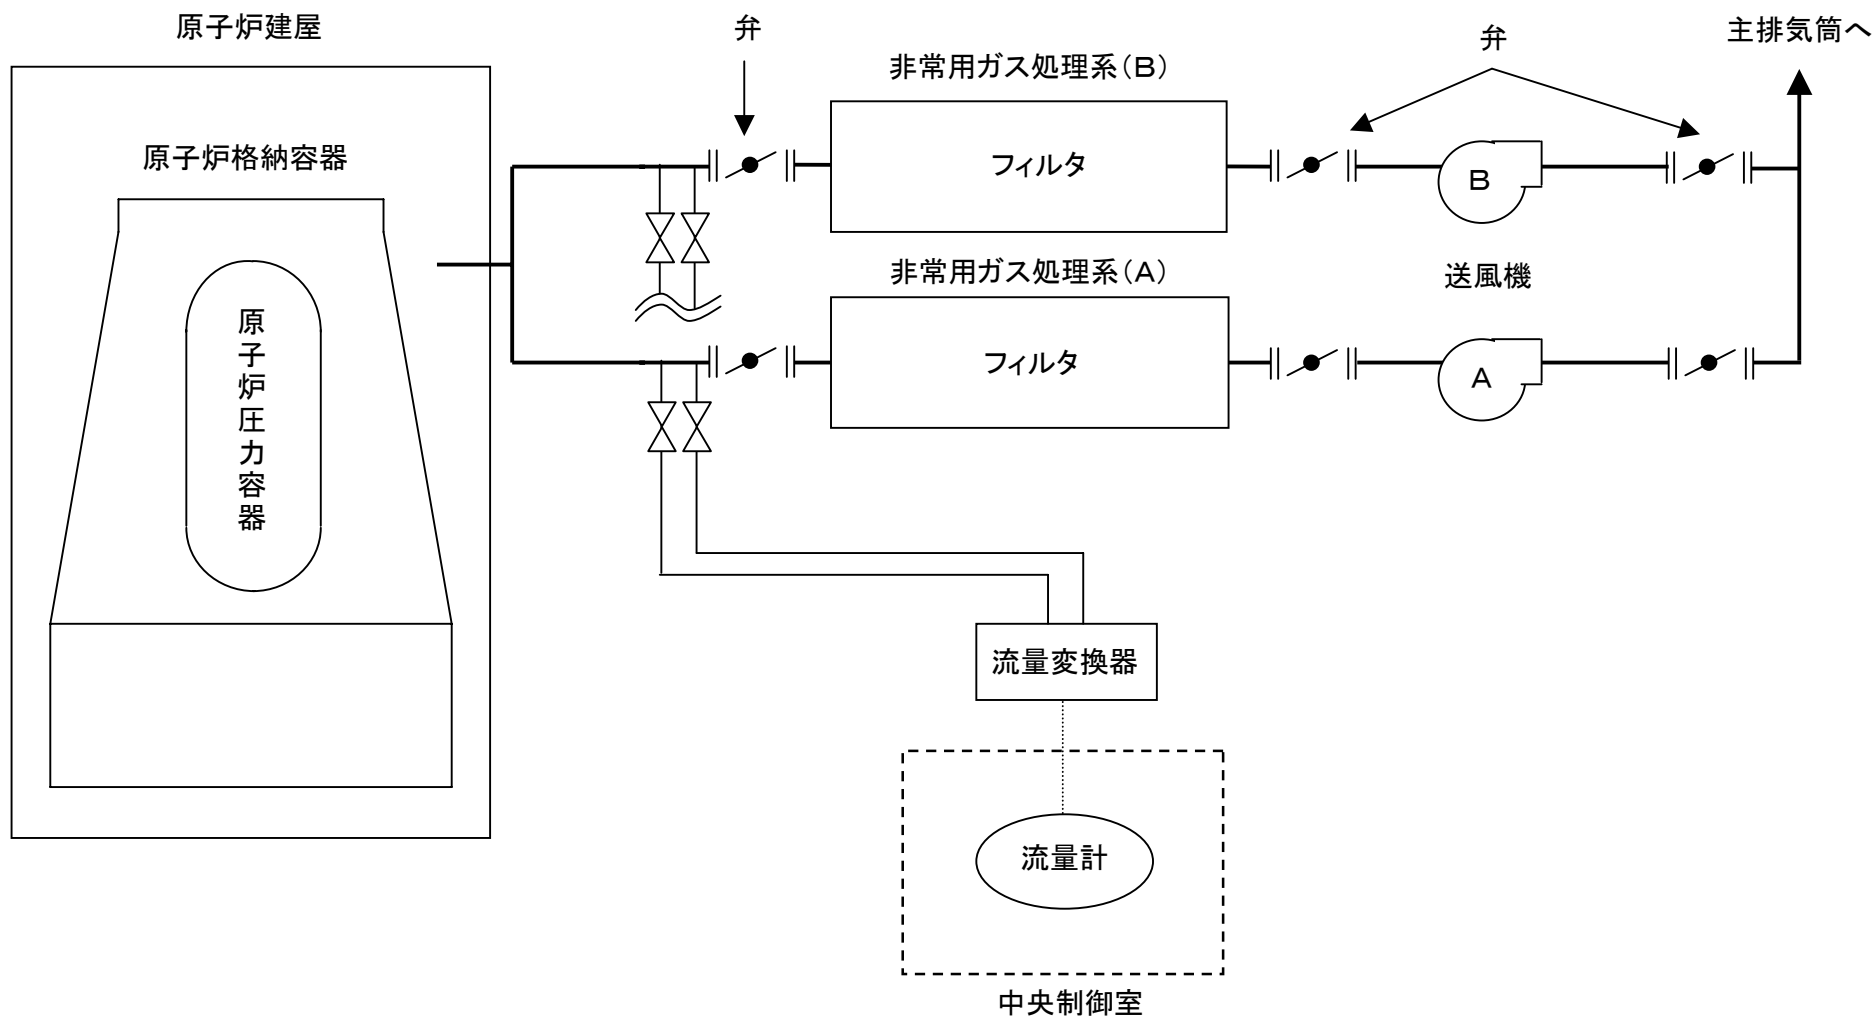 原子炉建屋
弁
弁
主排気筒へ
非常用ガス処理系(B)
原子炉格納容器
フィルタ
B
非常用ガス処理系(A)
送風機
原子炉圧力容器
フィルタ
A
流量変換器
流量計
中央制御室